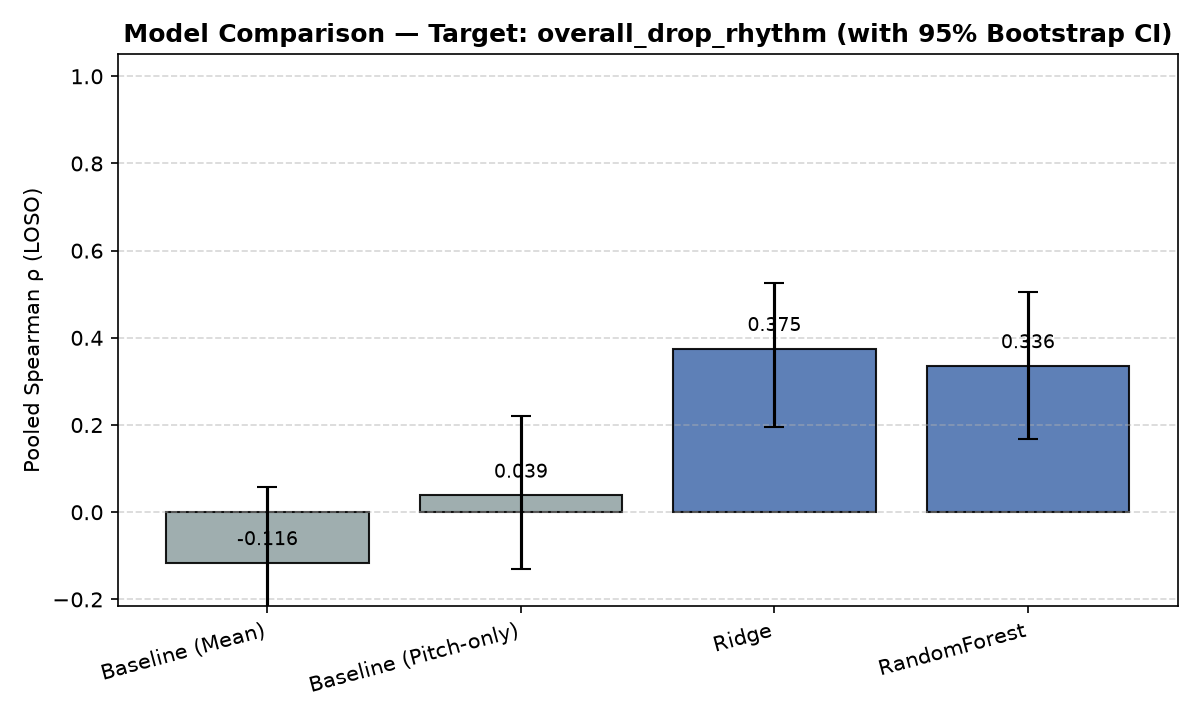 Model Comparison — Target: overall_drop_rhythm (with 95% Bootstrap CI)
Pooled Spearman ρ (LOSO)
1.0
0.8
0.6
0.4
0.2
0.0
−0.2
-0.116
0.039
0.375
0.336
Baseline (Mean)
Baseline (Pitch-only)
Ridge
RandomForest